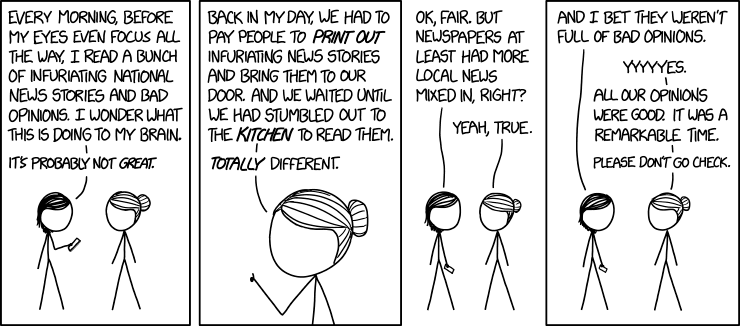 EVERY MORNING, BEFORE
MY EYES EVEN FOCUS ALL
THE WAY, I READ A BUNCH
OF INFURIATING NATIONAL
NEWS STORIES AND BAD
OPINIONS. I WONDER WHAT
THIS IS DOING TO MY BRAIN.
IT'S PROBABLY NOT GREAT.
BACK IN MY DAY, WE HAD TO
PAY PEOPLE TO PRINT OUT
INFURIATING NEWS STORIES
AND BRING THEM TO OUR
DOOR. AND WE WAITED UNTIL
WE HAD STUMBLED OUT TO
THE KITCHEN TO READ THEM.
TOTALLY DIFFERENT.
OK, FAIR. BUT
NEWSPAPERS AT
LEAST HAD MORE
LOCAL NEWS
MIXED IN, RIGHT?
YEAH, TRUE.
AND I BET THEY WEREN'T
FULL OF BAD OPINIONS.
YYYYYES.
ALL OUR OPINIONS
WERE GOOD. IT WAS A
REMARKABLE TIME.
PLEASE DON'T GO CHECK.